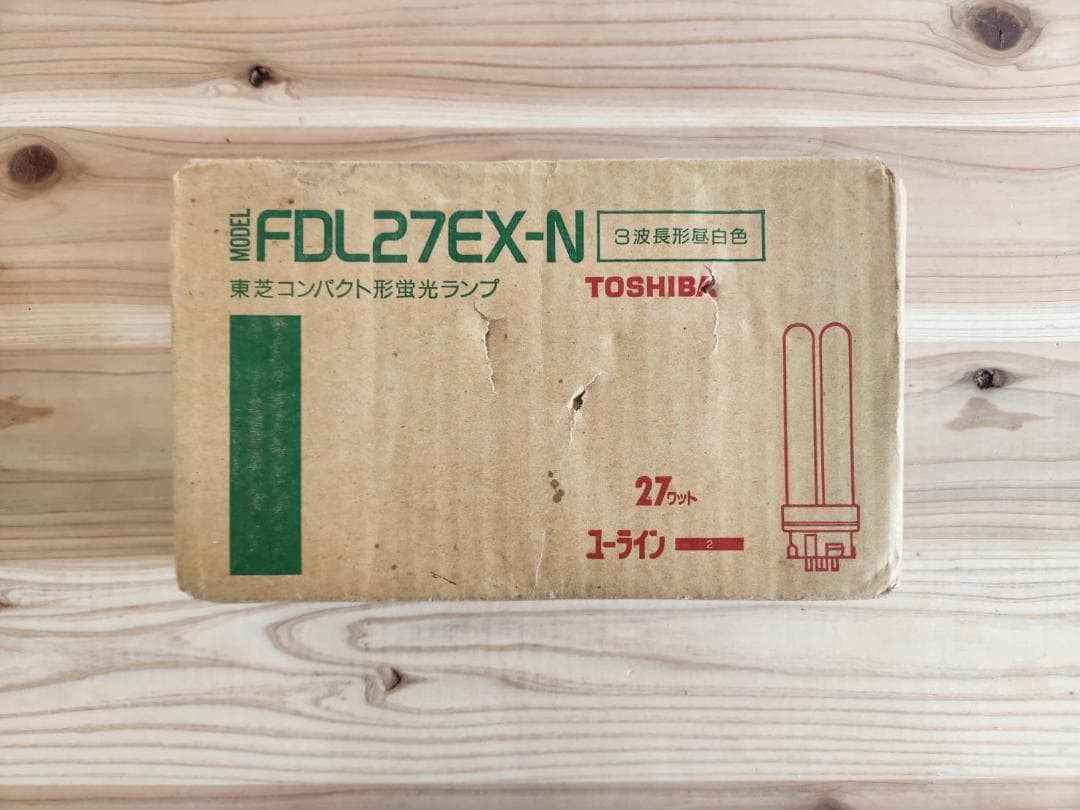 MODEL FDL27EX-N 3波長形昼白色
東芝コンパクト形蛍光ランプ TOSHIBA
27ワット
ユーライン 2